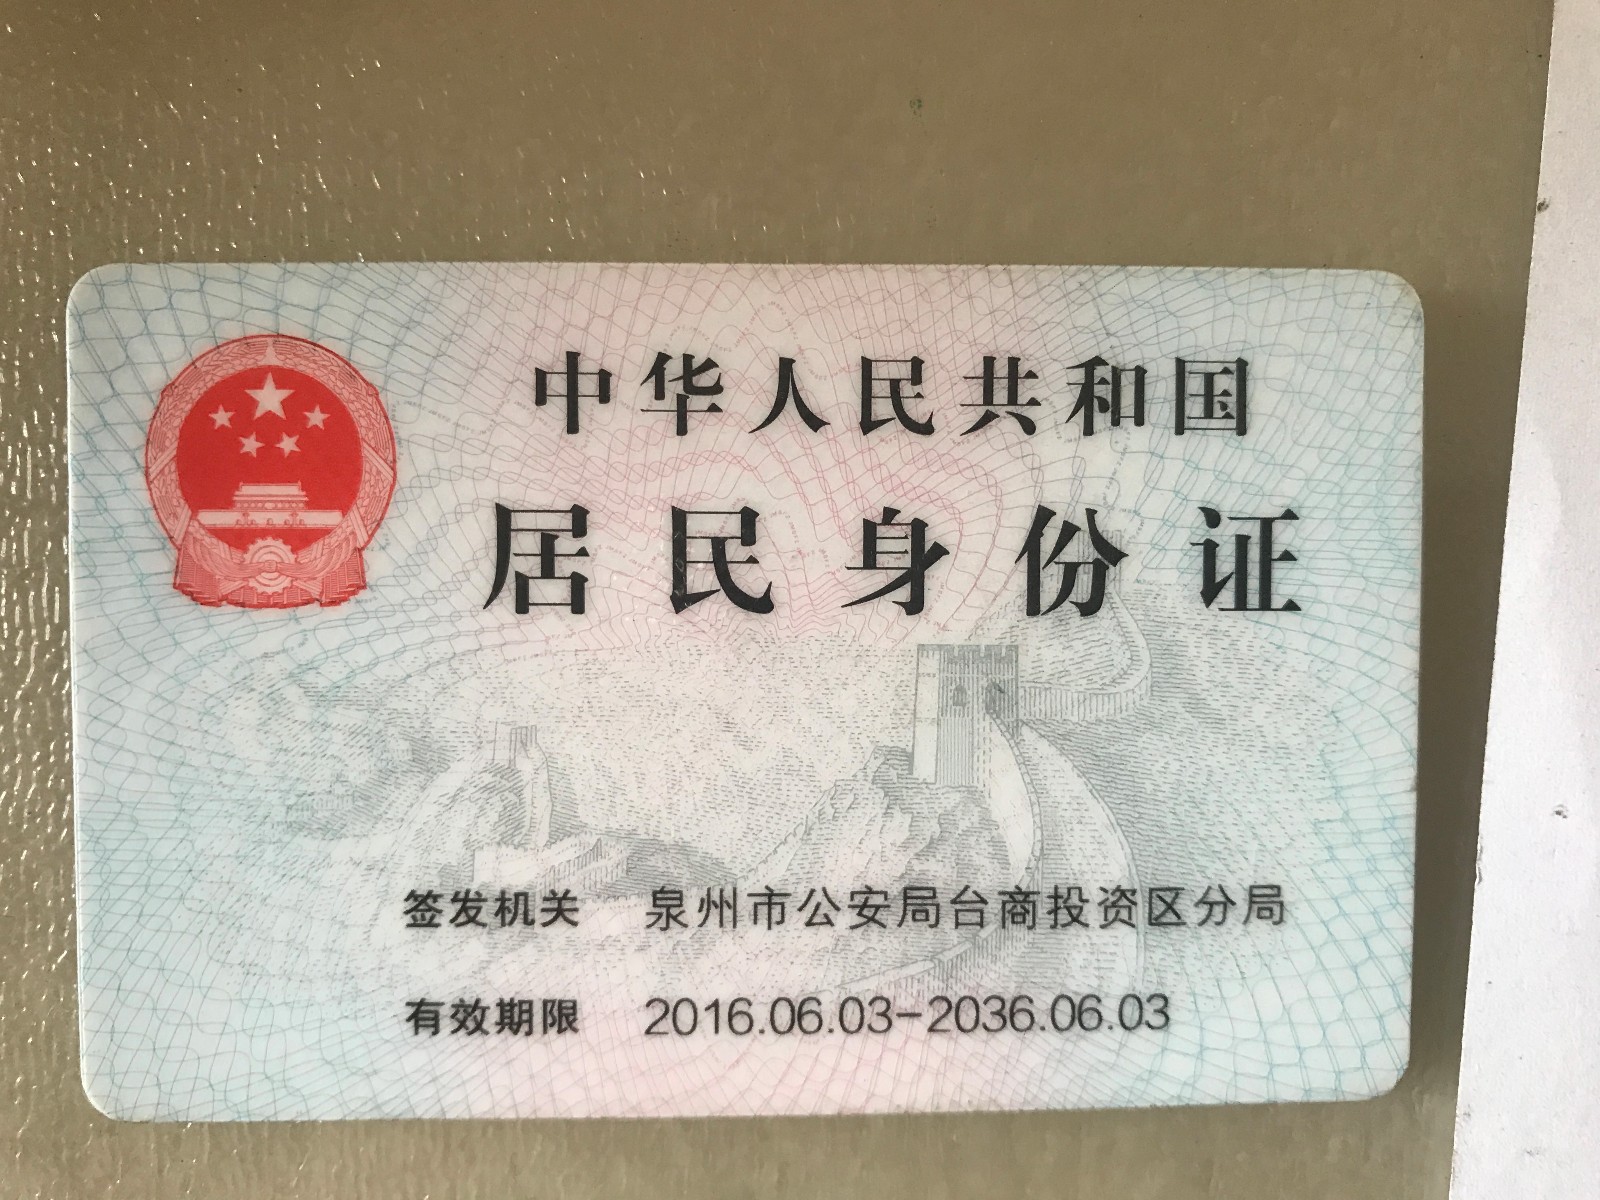 中华人民共和国
居民身份证
签发机关 泉州市公安局台商投资区分局
有效期限 2016.06.03-2036.06.03